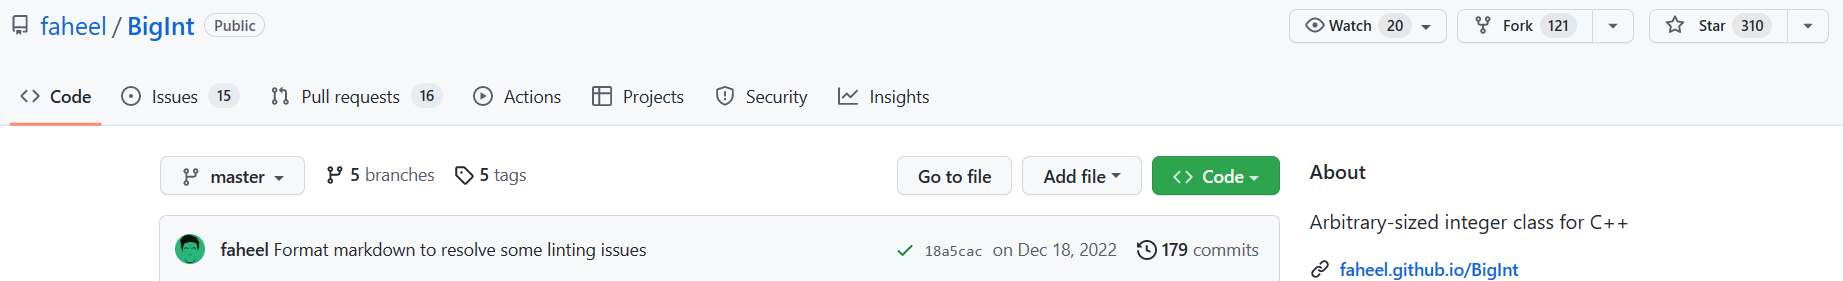 faheel / BigInt Public Watch 20 Fork 121 Star 310
Code Issues 15 Pull requests 16 Actions Projects Security Insights
master 5 branches 5 tags Go to file Add file Code About
Arbitrary-sized integer class for C++
faheel Format markdown to resolve some linting issues 18a5cac on Dec 18, 2022 179 commits
faheel.github.io/BigInt